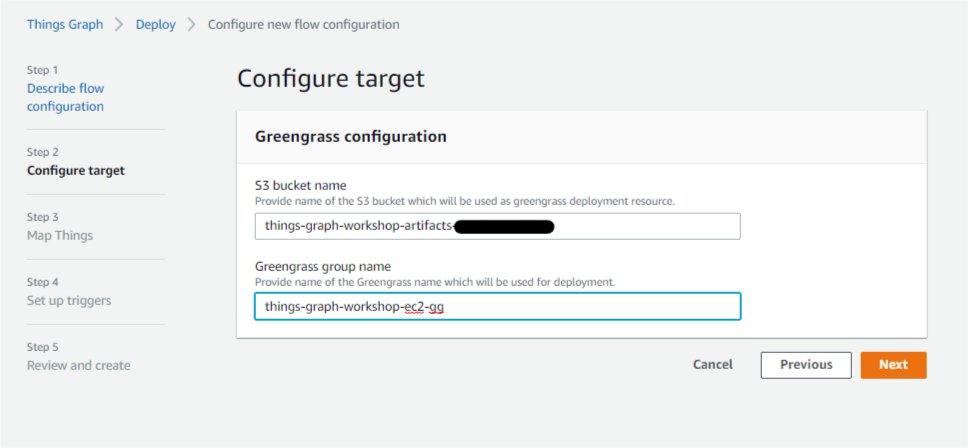 Things Graph > Deploy > Configure new flow configuration
Step 1
Describe flow
configuration
Step 2
Configure target
Step 3
Map Things
Step 4
Set up triggers
Step 5
Review and create
Configure target
Greengrass configuration
S3 bucket name
Provide name of the S3 bucket which will be used as greengrass deployment resource.
things-graph-workshop-artifacts-
Greengrass group name
Provide name of the Greengrass name which will be used for deployment.
things-graph-workshop-ec2-gg
Cancel
Previous
Next